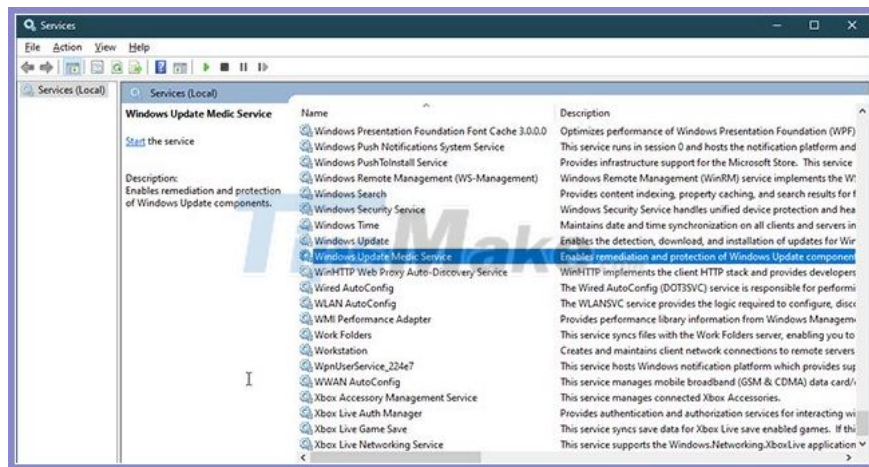 Services
File Action View Help
Services (Local)
Services (Local)
Windows Update Medic Service
Start the service
Description:
Enables remediation and protection
of Windows Update components.
Name Description
Windows Presentation Foundation Font Cache 3.0.0.0 Optimizes performance of Windows Presentation Foundation (WPF)
Windows Push Notifications System Service This service runs in session 0 and hosts the notification platform and
Windows PushToInstall Service Provides infrastructure support for the Microsoft Store. This service
Windows Remote Management (WS-Management) Windows Remote Management (WinRM) service implements the
Windows Search Provides content indexing, property caching, and search results for
Windows Security Service Windows Security Service handles unified device protection and hea
Windows Time Maintains date and time synchronization on all clients and servers in
Windows Update Enables the detection, download, and installation of updates for
Windows Update Medic Service Enables remediation and protection of Windows Update component
WinHTTP Web Proxy Auto-Discovery Service WinHTTP implements the client HTTP stack and provides developers
Wired AutoConfig The Wired AutoConfig (DOT3SVC) service is responsible for performi
WLAN AutoConfig The WLANSVC service provides the logic required to configure, disco
WMI Performance Adapter Provides performance library information from Windows Managem
Work Folders This service syncs files with the Work Folders server, enabling you to
Workstation Creates and maintains client network connections to remote servers
WpnUserService_224e7 This service hosts Windows notification platform which provides sup
WWAN AutoConfig This service manages mobile broadband (GSM & CDMA) data card/
Xbox Accessory Management Service This service manages connected Xbox Accessories.
Xbox Live Auth Manager Provides authentication and authorization services for interacting wi
Xbox Live Game Save This service syncs save data for Xbox Live save enabled games. If thi
Xbox Live Networking Service This service supports the Windows.Networking.XboxLive application